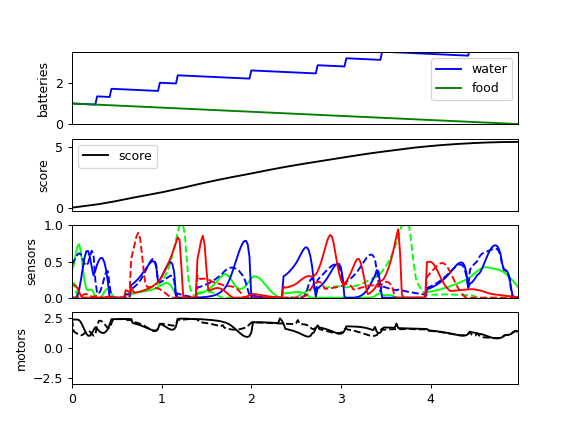 batteries
2
0
water
food
score
5
0
score
sensors
1.0
0.5
0.0
motors
2.5
0.0
−2.5
0 1 2 3 4